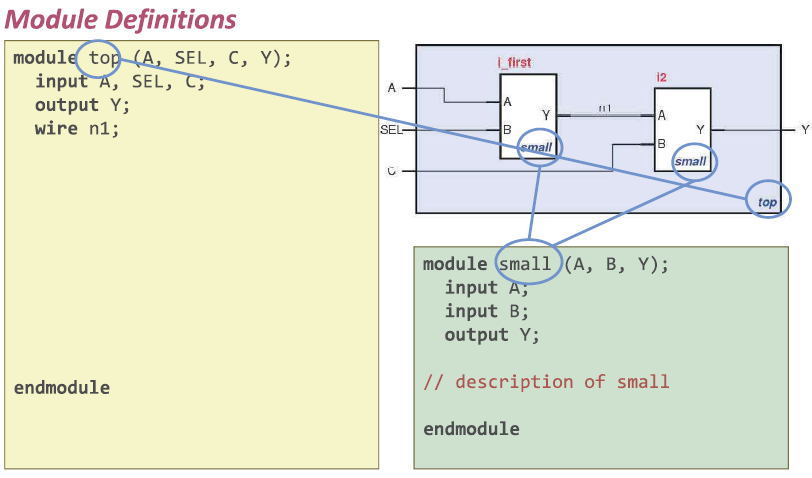 Module Definitions
module top (A, SEL, C, Y);
input A, SEL, C;
output Y;
wire n1;
endmodule
i_first
i2
A
SEL
C
A
B
Y
small
n1
A
B
Y
small
Y
top
module small (A, B, Y);
input A;
input B;
output Y;
// description of small
endmodule